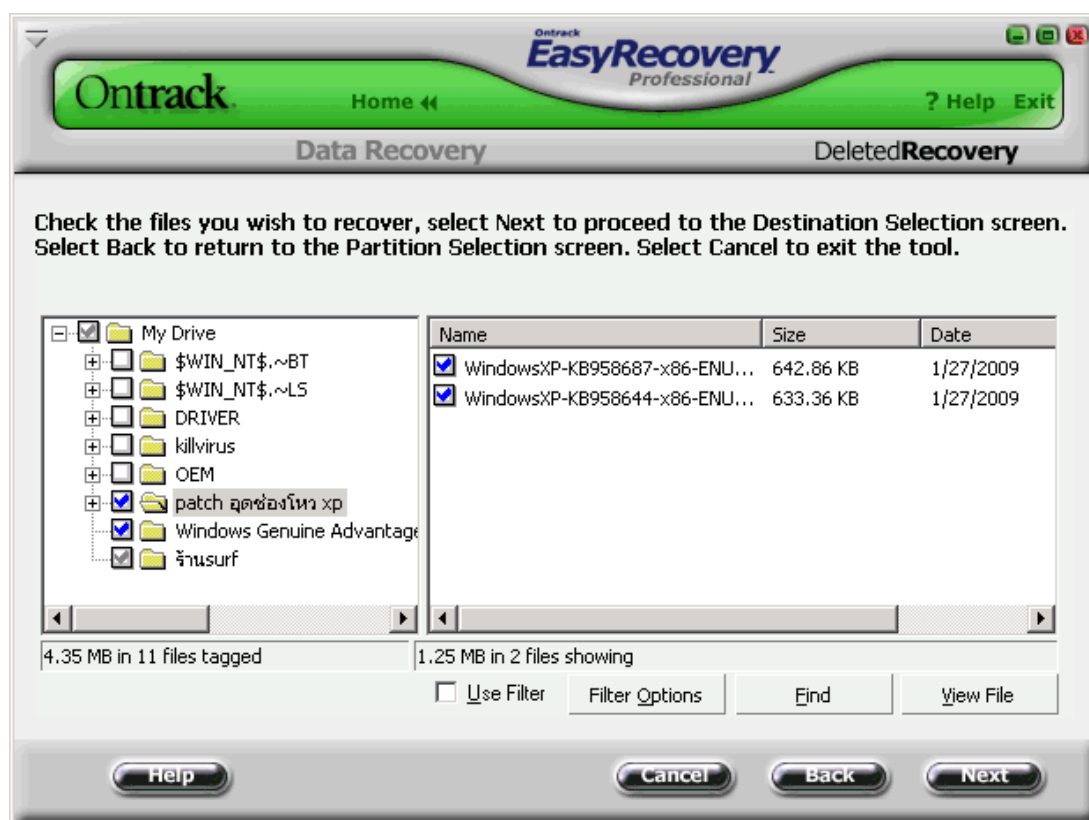 Ontrack
EasyRecovery
Professional
Ontrack.
Home
? Help Exit
Data Recovery
DeletedRecovery
Check the files you wish to recover, select Next to proceed to the Destination Selection screen.
Select Back to return to the Partition Selection screen. Select Cancel to exit the tool.
My Drive
$WIN_NT$.~BT
$WIN_NT$.~LS
DRIVER
killvirus
OEM
patch อุดช่องโหว xp
Windows Genuine Advantage
ร้านsurf
Name Size Date
WindowsXP-KB958687-x86-ENU... 642.86 KB 1/27/2009
WindowsXP-KB958644-x86-ENU... 633.36 KB 1/27/2009
4.35 MB in 11 files tagged
1.25 MB in 2 files showing
Use Filter Filter Options Find View File
Help Cancel Back Next